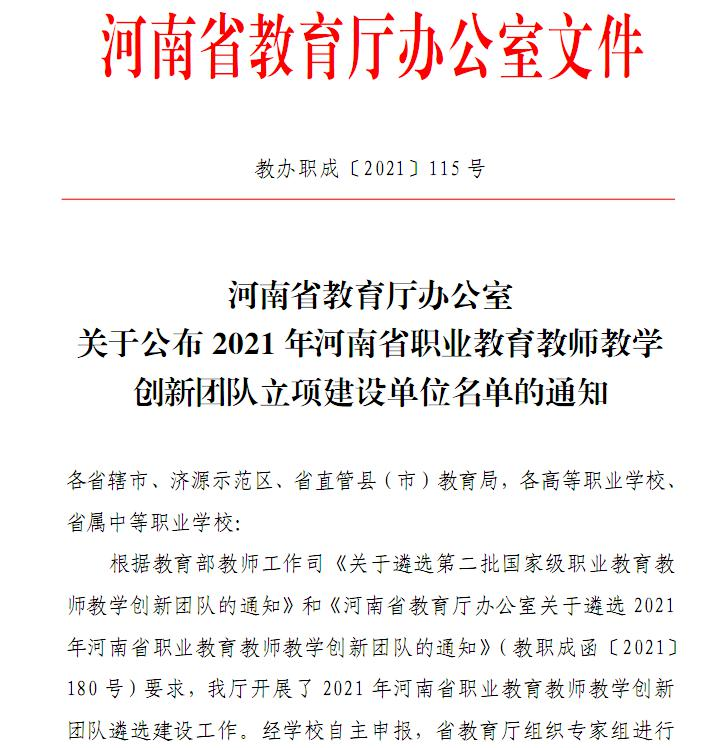 河南省教育厅办公室文件
教办职成〔2021〕115 号
河南省教育厅办公室
关于公布 2021 年河南省职业教育教师教学
创新团队立项建设单位名单的通知
各省辖市、济源示范区、省直管县（市）教育局，各高等职业学校、
省属中等职业学校：
根据教育部教师工作司《关于遴选第二批国家级职业教育教
师教学创新团队的通知》和《河南省教育厅办公室关于遴选 2021
年河南省职业教育教师教学创新团队的通知》（教职成函〔2021〕
180 号）要求，我厅开展了 2021 年河南省职业教育教师教学创新
团队遴选建设工作。经学校自主申报，省教育厅组织专家组进行